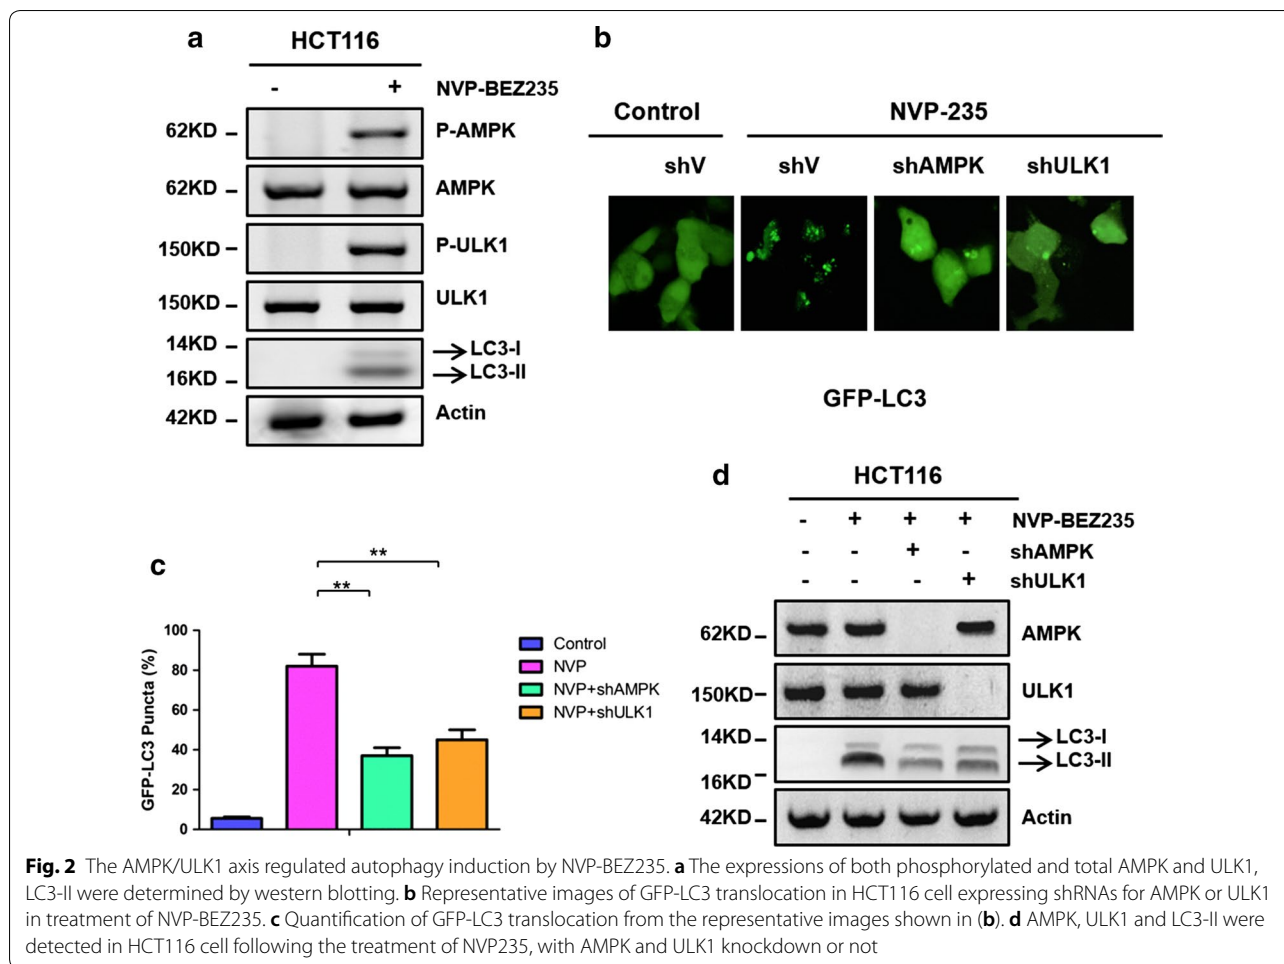 a
HCT116
- + NVP-BEZ235
62KD P-AMPK
62KD AMPK
150KD P-ULK1
150KD ULK1
14KD LC3-I
16KD LC3-II
42KD Actin
b
Control NVP-235
shV shV shAMPK shULK1
GFP-LC3
c
** 
**
GFP-LC3 Puncta (%)
100
80
60
40
20
0
Control
NVP
NVP+shAMPK
NVP+shULK1
d
HCT116
- + + + NVP-BEZ235
- - + - shAMPK
- - - + shULK1
62KD AMPK
150KD ULK1
14KD LC3-I
16KD LC3-II
42KD Actin
Fig. 2 The AMPK/ULK1 axis regulated autophagy induction by NVP-BEZ235. a The expressions of both phosphorylated and total AMPK and ULK1,
LC3-II were determined by western blotting. b Representative images of GFP-LC3 translocation in HCT116 cell expressing shRNAs for AMPK or ULK1
in treatment of NVP-BEZ235. c Quantification of GFP-LC3 translocation from the representative images shown in (b). d AMPK, ULK1 and LC3-II were
detected in HCT116 cell following the treatment of NVP235, with AMPK and ULK1 knockdown or not